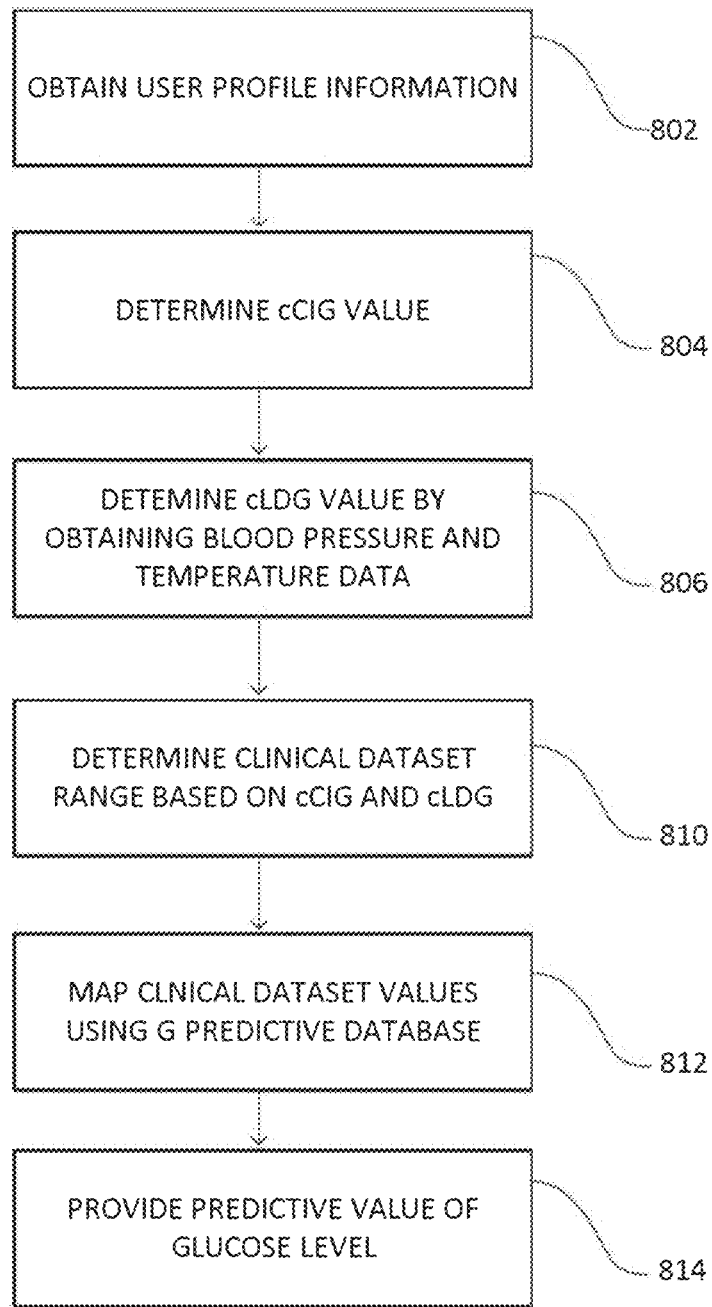 OBTAIN USER PROFILE INFORMATION
802
DETERMINE cCIG VALUE
804
DETEMINE cLDG VALUE BY
OBTAINING BLOOD PRESSURE AND
TEMPERATURE DATA
806
DETERMINE CLINICAL DATASET
RANGE BASED ON cCIG AND cLDG
810
MAP CLNICAL DATASET VALUES
USING G PREDICTIVE DATABASE
812
PROVIDE PREDICTIVE VALUE OF
GLUCOSE LEVEL
814